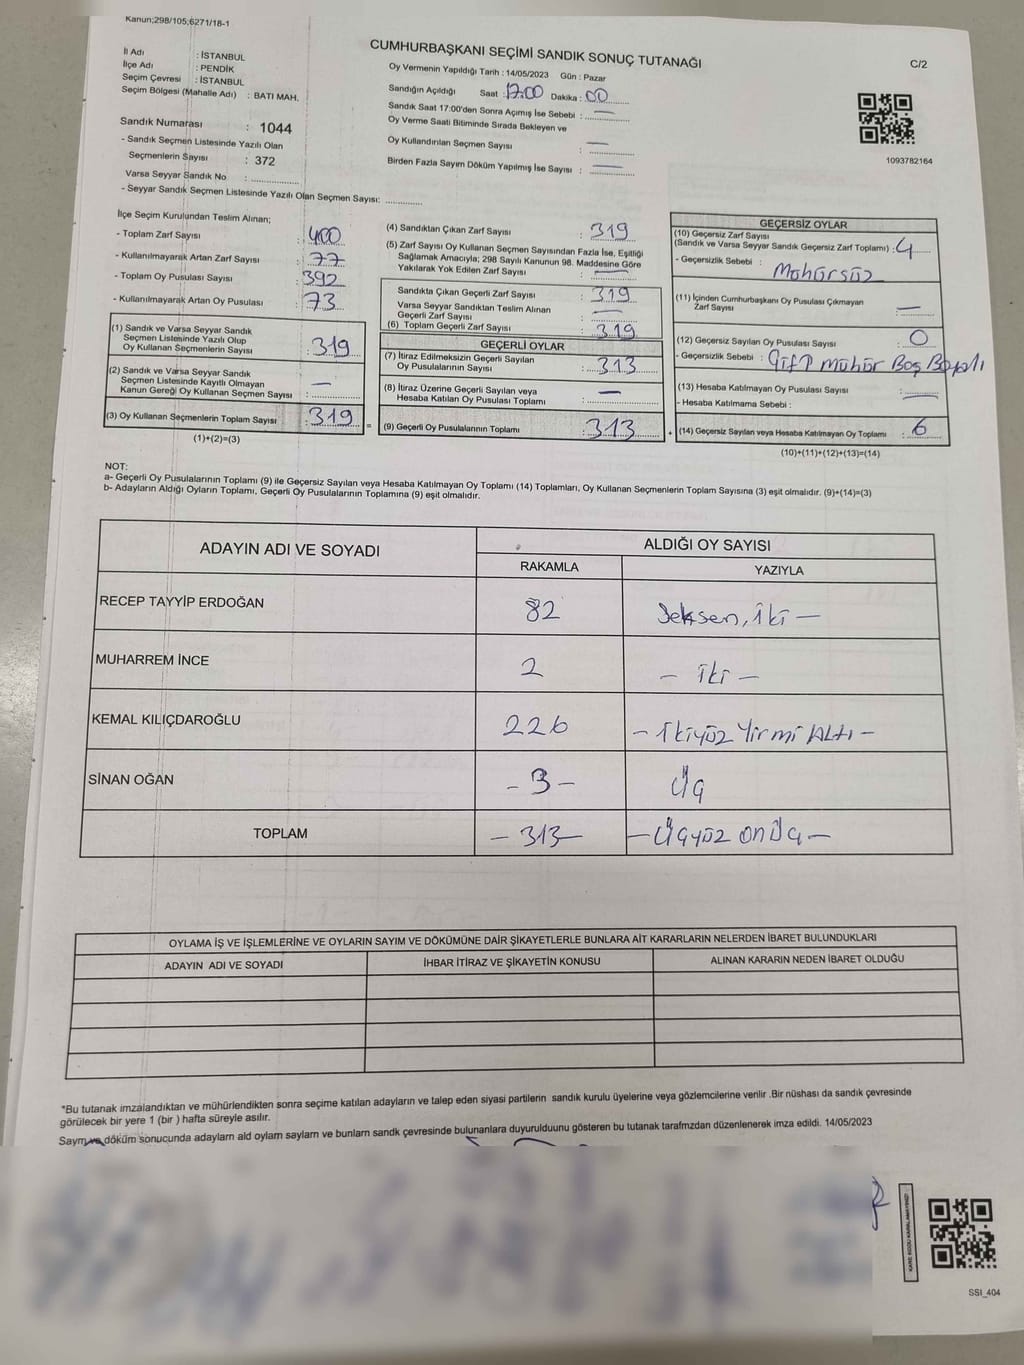 Kanun;298/105;6271/18-1
CUMHURBAŞKANI SEÇİMİ SANDIK SONUÇ TUTANAĞI
C/2
İl Adı : İSTANBUL
İlçe Adı : PENDİK
Seçim Çevresi : İSTANBUL
Seçim Bölgesi (Mahalle Adı) : BATI MAH.
Sandık Numarası : 1044
- Sandık Seçmen Listesinde Yazılı Olan
Seçmenlerin Sayısı : 372
Varsa Seyyar Sandık No :
- Seyyar Sandık Seçmen Listesinde Yazılı Olan Seçmen Sayısı:
Oy Vermenin Yapıldığı Tarih : 14/05/2023 Gün : Pazar
Sandığın Açıldığı Saat : 17:00 Dakika : 00
Sandık Saat 17:00'den Sonra Açımış İse Sebebi : —
Oy Verme Saati Bitiminde Sırada Bekleyen ve
Oy Kullandırılan Seçmen Sayısı : —
Birden Fazla Sayım Döküm Yapılmış İse Sayısı : —
1093782164
İlçe Seçim Kurulundan Teslim Alınan;
- Toplam Zarf Sayısı : 400
- Kullanılmayarak Artan Zarf Sayısı : 77
- Toplam Oy Pusulası Sayısı : 392
- Kullanılmayarak Artan Oy Pusulası : 73
(1) Sandık ve Varsa Seyyar Sandık
Seçmen Listesinde Yazılı Olup
Oy Kullanan Seçmenlerin Sayısı : 319
(2) Sandık ve Varsa Seyyar Sandık
Seçmen Listesinde Kayıtlı Olmayan
Kanun Gereği Oy Kullanan Seçmen Sayısı : —
(3) Oy Kullanan Seçmenlerin Toplam Sayısı : 319
(1)+(2)=(3)
(4) Sandıktan Çıkan Zarf Sayısı : 319
(5) Zarf Sayısı Oy Kullanan Seçmen Sayısından Fazla İse, Eşitliği
Sağlamak Amacıyla; 298 Sayılı Kanunun 98. Maddesine Göre
Yakılarak Yok Edilen Zarf Sayısı : —
Sandıkta Çıkan Geçerli Zarf Sayısı : 319
Varsa Seyyar Sandıktan Teslim Alınan
Geçerli Zarf Sayısı : —
(6) Toplam Geçerli Zarf Sayısı : 319
GEÇERLİ OYLAR
(7) İtiraz Edilmeksizin Geçerli Sayılan
Oy Pusulalarının Sayısı : 313
(8) İtiraz Üzerine Geçerli Sayılan veya
Hesaba Katılan Oy Pusulası Toplamı : —
= (9) Geçerli Oy Pusulalarının Toplamı : 313
GEÇERSİZ OYLAR
(10) Geçersiz Zarf Sayısı
(Sandık ve Varsa Seyyar Sandık Geçersiz Zarf Toplamı) : 4
- Geçersizlik Sebebi : Mühürsüz
(11) İçinden Cumhurbaşkanı Oy Pusulası Çıkmayan
Zarf Sayısı : —
(12) Geçersiz Sayılan Oy Pusulası Sayısı : 0
- Geçersizlik Sebebi : Çift mühür Boş
(13) Hesaba Katılmayan Oy Pusulası Sayısı : —
- Hesaba Katılmama Sebebi :
+ (14) Geçersiz Sayılan veya Hesaba Katılmayan Oy Toplamı : 6
(10)+(11)+(12)+(13)=(14)
NOT:
a- Geçerli Oy Pusulalarının Toplamı (9) ile Geçersiz Sayılan veya Hesaba Katılmayan Oy Toplamı (14) Toplamları, Oy Kullanan Seçmenlerin Toplam Sayısına (3) eşit olmalıdır. (9)+(14)=(3)
b- Adayların Aldığı Oyların Toplamı, Geçerli Oy Pusulalarının Toplamına (9) eşit olmalıdır.
ADAYIN ADI VE SOYADI
ALDIĞI OY SAYISI
RAKAMLA YAZIYLA
RECEP TAYYİP ERDOĞAN 82 Seksen, iki —
MUHARREM İNCE 2 — iki —
KEMAL KILIÇDAROĞLU 226 — ikiyüz Yirmi ALTı —
SİNAN OĞAN - 3 - Üç
TOPLAM — 313 — — Üçyüz onÜç —
OYLAMA İŞ VE İŞLEMLERİNE VE OYLARIN SAYIM VE DÖKÜMÜNE DAİR ŞİKAYETLERLE BUNLARA AİT KARARLARIN NELERDEN İBARET BULUNDUKLARI
ADAYIN ADI VE SOYADI İHBAR İTİRAZ VE ŞİKAYETİN KONUSU ALINAN KARARIN NEDEN İBARET OLDUĞU
*Bu tutanak imzalandıktan ve mühürlendikten sonra seçime katılan adayların ve talep eden siyasi partilerin sandık kurulu üyelerine veya gözlemcilerine verilir .Bir nüshası da sandık çevresinde
görülecek bir yere 1 (bir ) hafta süreyle asılır.
Saym ve döküm sonucunda adaylarn ald oylarn saylarn ve bunlarn sandk çevresinde bulunanlara duyurulduunu gösteren bu tutanak tarafmzdan düzenlenerek imza edildi. 14/05/2023
SSI_404